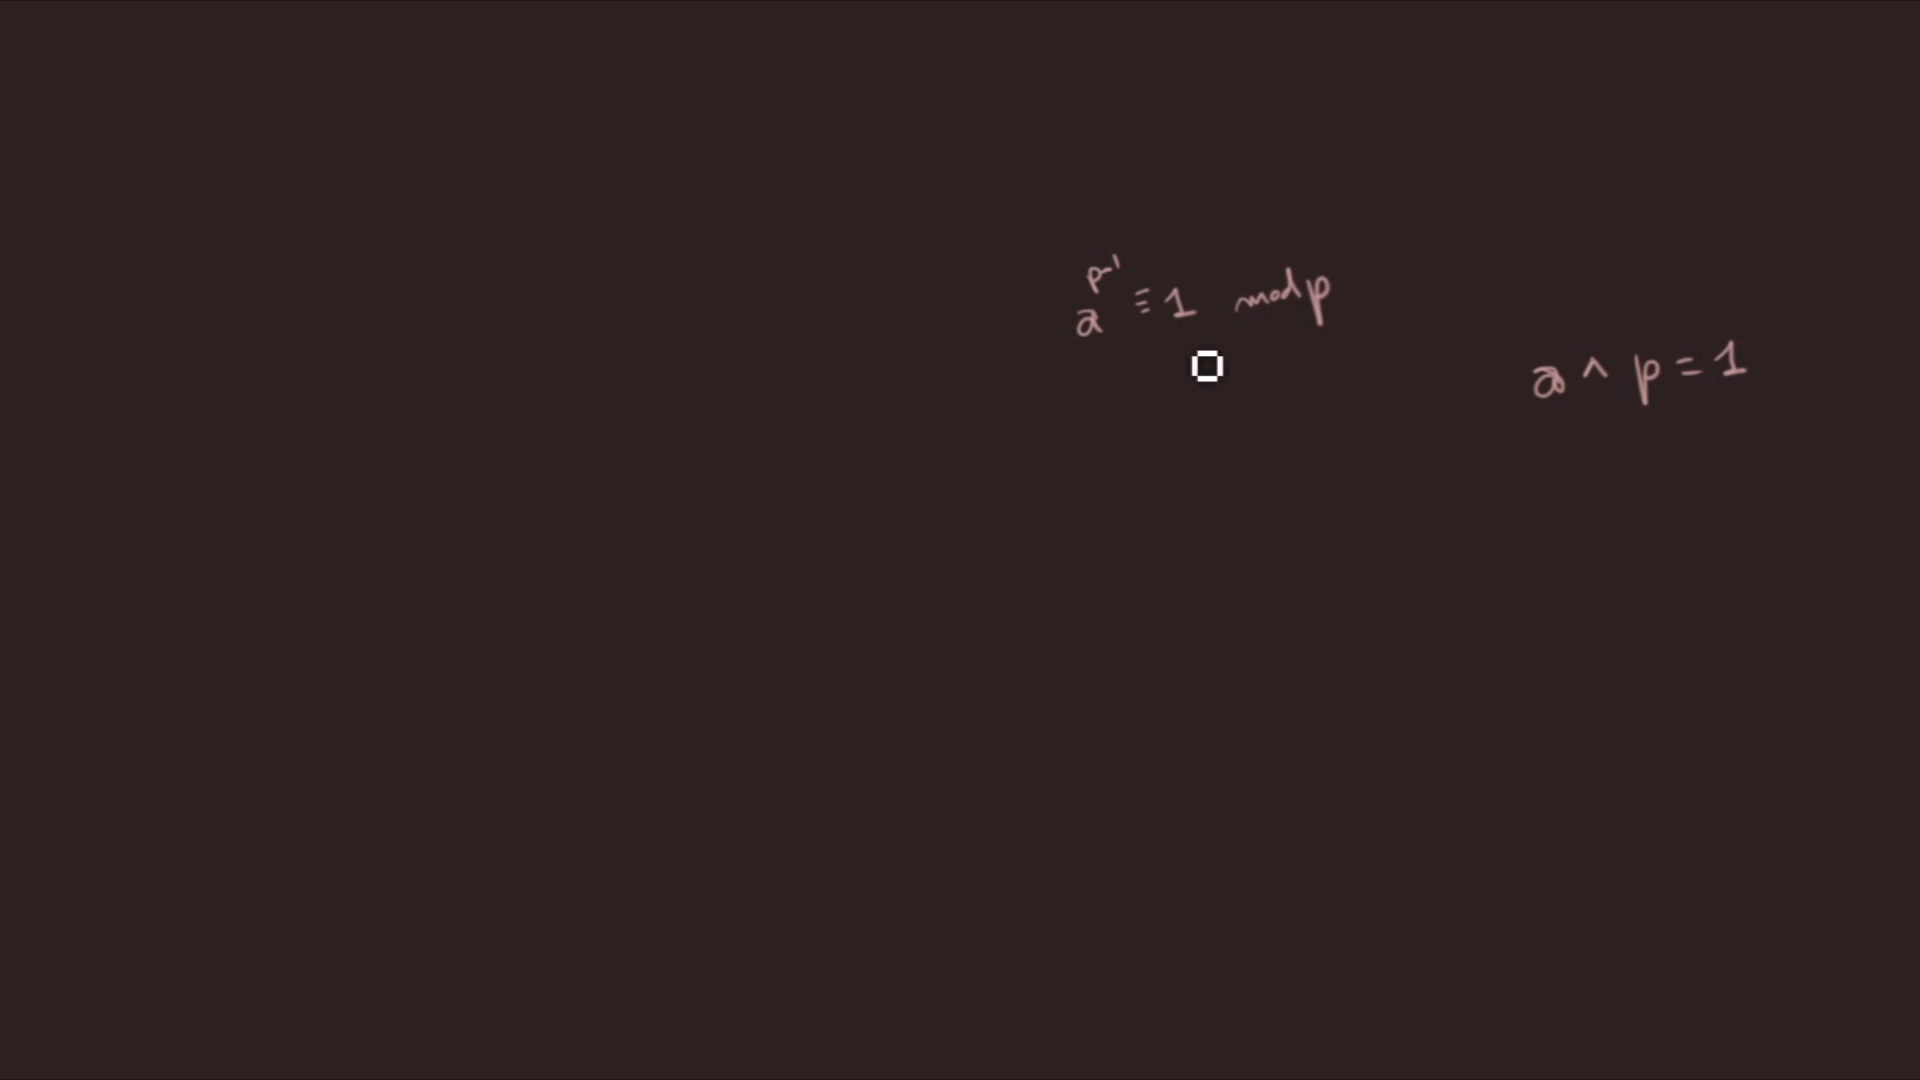 a^{p-1} ≡ 1 mod p
a ∧ p = 1